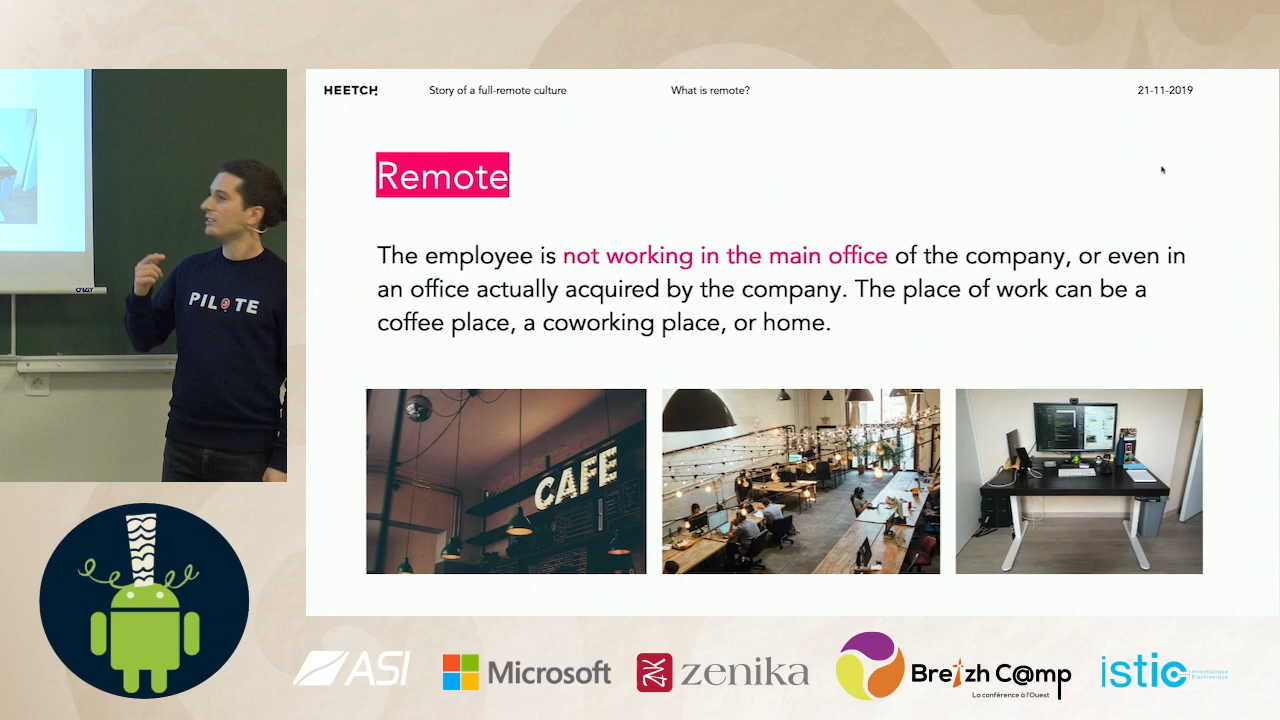 HEETCH
Story of a full-remote culture
What is remote?
21-11-2019
Remote
The employee is not working in the main office of the company, or even in
an office actually acquired by the company. The place of work can be a
coffee place, a coworking place, or home.
CAFE
PILOTE
ORAY
ASI
Microsoft
zenika
Breizh C@mp
La conférence à l'Ouest
istic
Informatique
Électronique